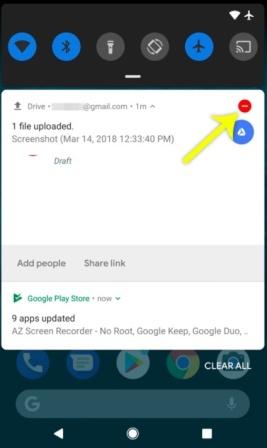 Drive • @gmail.com • 1m
1 file uploaded.
Screenshot (Mar 14, 2018 12:33:40 PM)
Draft
Add people
Share link
Google Play Store • now
9 apps updated
AZ Screen Recorder - No Root, Google Keep, Google Duo, ..
CLEAR ALL
G